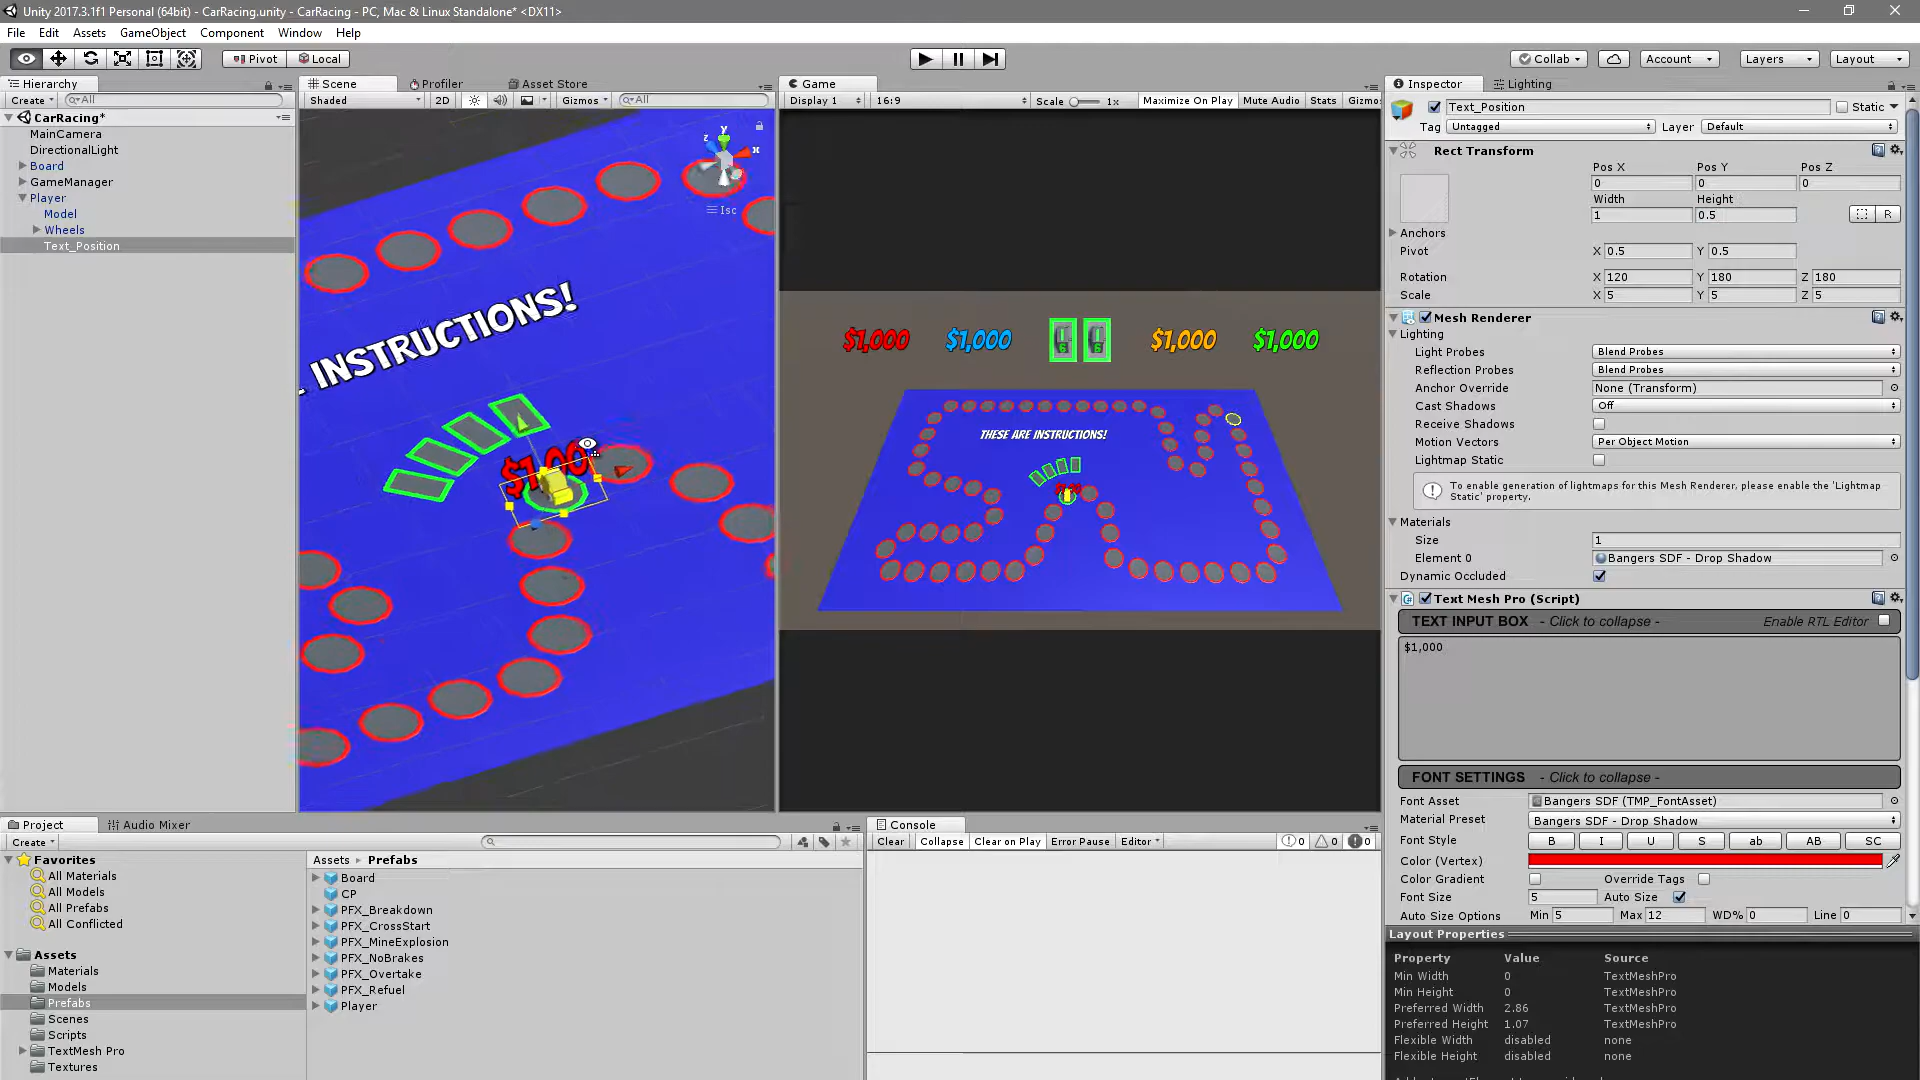 Unity 2017.3.1f1 Personal (64bit) - CarRacing.unity - CarRacing - PC, Mac & Linux Standalone* <DX11>
File Edit Assets GameObject Component Window Help
Pivot Local Collab Account Layers Layout
Hierarchy
Create All
CarRacing*
MainCamera
DirectionalLight
Board
GameManager
Player
Model
Wheels
Text_Position
Scene Profiler Asset Store
Shaded 2D Gizmos All
y
z
x
Isc
INSTRUCTIONS!
Game
Display 1 16:9 Scale 1x Maximize On Play Mute Audio Stats Gizmos
$1,000 $1,000 $1,000 $1,000
THESE ARE INSTRUCTIONS!
Inspector Lighting
Text_Position Static
Tag Untagged Layer Default
Rect Transform
Pos X Pos Y Pos Z
0 0 0
Width Height
1 0.5 R
Anchors
Pivot X 0.5 Y 0.5
Rotation X 120 Y 180 Z 180
Scale X 5 Y 5 Z 5
Mesh Renderer
Lighting
Light Probes Blend Probes
Reflection Probes Blend Probes
Anchor Override None (Transform)
Cast Shadows Off
Receive Shadows
Motion Vectors Per Object Motion
Lightmap Static
To enable generation of lightmaps for this Mesh Renderer, please enable the 'Lightmap
Static' property.
Materials
Size 1
Element 0 Bangers SDF - Drop Shadow
Dynamic Occluded
Text Mesh Pro (Script)
TEXT INPUT BOX - Click to collapse - Enable RTL Editor
$1,000
FONT SETTINGS - Click to collapse -
Font Asset Bangers SDF (TMP_FontAsset)
Material Preset Bangers SDF - Drop Shadow
Font Style B I U S ab AB SC
Color (Vertex)
Color Gradient Override Tags
Font Size 5 Auto Size
Auto Size Options Min 5 Max 12 WD% 0 Line 0
Layout Properties
Property Value Source
Min Width 0 TextMeshPro
Min Height 0 TextMeshPro
Preferred Width 2.86 TextMeshPro
Preferred Height 1.07 TextMeshPro
Flexible Width disabled none
Flexible Height disabled none
Project Audio Mixer
Create
Favorites
All Materials
All Models
All Prefabs
All Conflicted
Assets
Materials
Models
Prefabs
Scenes
Scripts
TextMesh Pro
Textures
Assets Prefabs
Board
CP
PFX_Breakdown
PFX_CrossStart
PFX_MineExplosion
PFX_NoBrakes
PFX_Overtake
PFX_Refuel
Player
Console
Clear Collapse Clear on Play Error Pause Editor 0 0 0